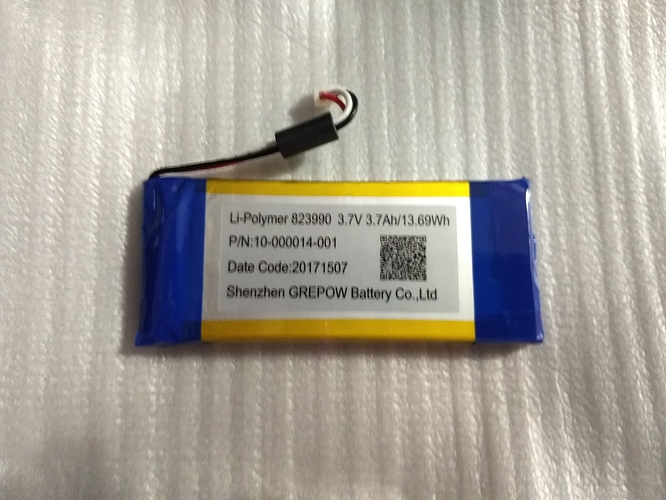 Li-Polymer 823990 3.7V 3.7Ah/13.69Wh
P/N:10-000014-001
Date Code:20171507
Shenzhen GREPOW Battery Co.,Ltd